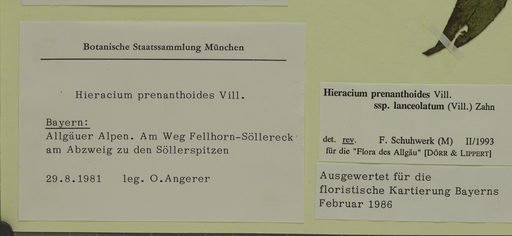 Botanische Staatssammlung München
Hieracium prenanthoides Vill.
Bayern:
Allgäuer Alpen. Am Weg Fellhorn-Söllereck
am Abzweig zu den Söllerspitzen
29.8.1981 leg. O.Angerer
Hieracium prenanthoides Vill.
ssp. lanceolatum (Vill.) Zahn
det. rev. F. Schuhwerk (M) II/1993
für die "Flora des Allgäu" [DÖRR & LIPPERT]
Ausgewertet für die
floristische Kartierung Bayerns
Februar 1986